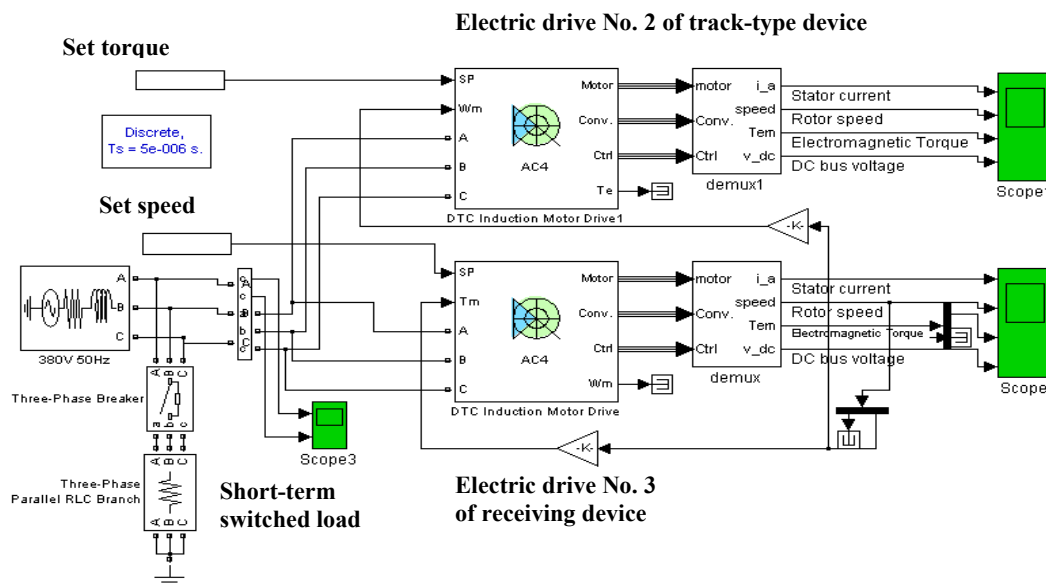 Electric drive No. 2 of track-type device
Set torque
SP
Wm
A
B
C
Motor
Conv.
Ctrl
Te
AC4
DTC Induction Motor Drive1
motor
Conv.
Ctrl
i_a
speed
Tem
v_dc
demux1
Stator current
Rotor speed
Electromagnetic Torque
DC bus voltage
Scope1
Discrete,
Ts = 5e-006 s.
Set speed
-K-
A
B
C
380V 50Hz
A
B
C
a
b
c
Three-Phase Breaker
A
B
C
A
B
C
Three-Phase
Parallel RLC Branch
Scope3
Short-term
switched load
SP
Tm
A
B
C
Motor
Conv.
Ctrl
Wm
AC4
DTC Induction Motor Drive
motor
Conv.
Ctrl
i_a
speed
Tem
v_dc
demux
Stator current
Rotor speed
Electromagnetic Torque
DC bus voltage
Scope
-K-
Electric drive No. 3
of receiving device